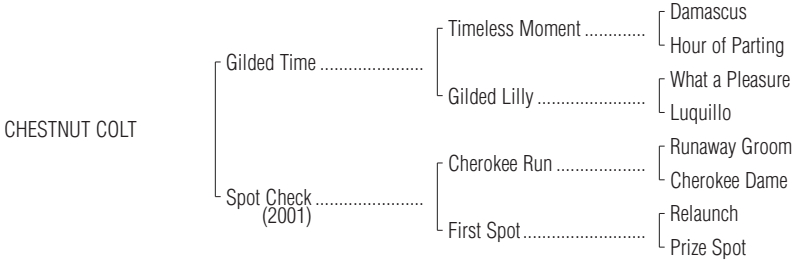 Damascus
Timeless Moment .............
Hour of Parting
Gilded Time ......................
What a Pleasure
Gilded Lilly .......................
Luquillo
CHESTNUT COLT
Runaway Groom
Cherokee Run ...................
Cherokee Dame
Spot Check .......................
(2001)
Relaunch
First Spot ..........................
Prize Spot